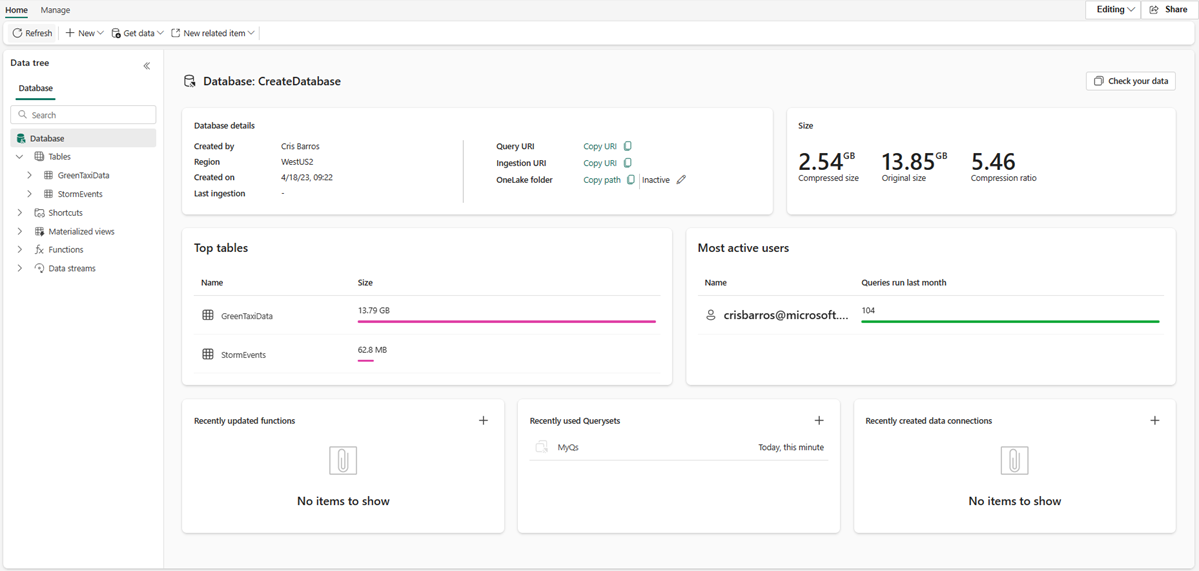 Home Manage Editing Share
Refresh New Get data New related item
Data tree
Database
Search
Database
Tables
GreenTaxiData
StormEvents
Shortcuts
Materialized views
fx Functions
Data streams
Database: CreateDatabase Check your data
Database details
Created by Cris Barros Query URI Copy URI
Region WestUS2 Ingestion URI Copy URI
Created on 4/18/23, 09:22 OneLake folder Copy path Inactive
Last ingestion -
Size
2.54 GB 13.85 GB 5.46
Compressed size Original size Compression ratio
Top tables
Name Size
GreenTaxiData 13.79 GB
StormEvents 62.8 MB
Most active users
Name Queries run last month
crisbarros@microsoft.... 104
Recently updated functions
No items to show
Recently used Querysets
MyQs Today, this minute
Recently created data connections
No items to show